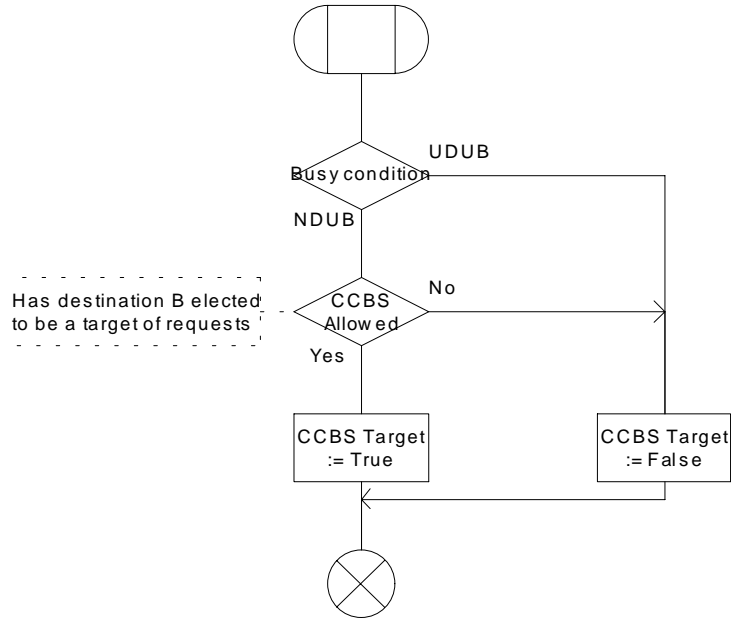 UDUB
Busy condition
NDUB
Has destination B elected
to be a target of requests
No
CCBS
Allowed
Yes
CCBS Target
:= True
CCBS Target
:= False